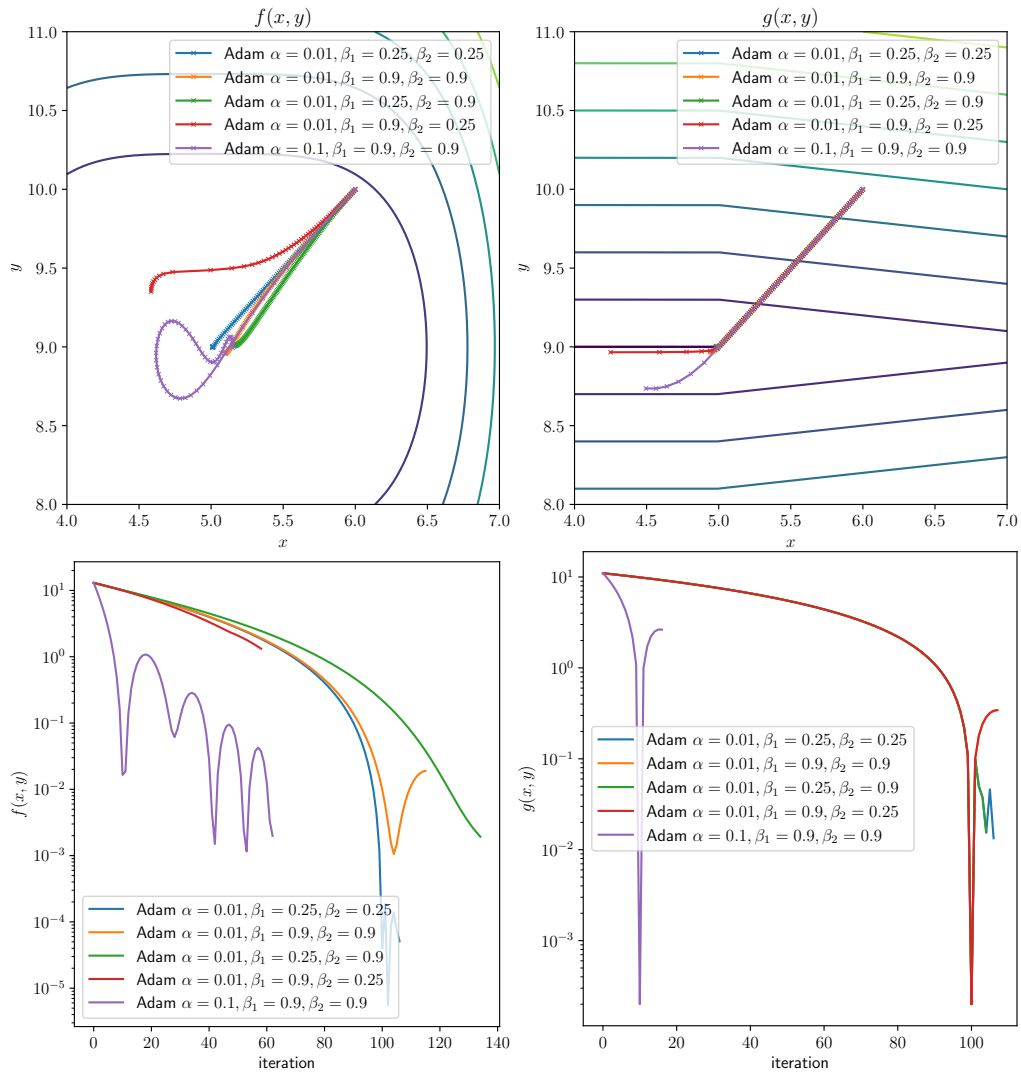 f(x, y)
11.0
10.5
10.0
9.5
9.0
8.5
8.0
y
4.0 4.5 5.0 5.5 6.0 6.5 7.0
x
Adam α = 0.01, β₁ = 0.25, β₂ = 0.25
Adam α = 0.01, β₁ = 0.9, β₂ = 0.9
Adam α = 0.01, β₁ = 0.25, β₂ = 0.9
Adam α = 0.01, β₁ = 0.9, β₂ = 0.25
Adam α = 0.1, β₁ = 0.9, β₂ = 0.9
g(x, y)
11.0
10.5
10.0
9.5
9.0
8.5
8.0
y
4.0 4.5 5.0 5.5 6.0 6.5 7.0
x
Adam α = 0.01, β₁ = 0.25, β₂ = 0.25
Adam α = 0.01, β₁ = 0.9, β₂ = 0.9
Adam α = 0.01, β₁ = 0.25, β₂ = 0.9
Adam α = 0.01, β₁ = 0.9, β₂ = 0.25
Adam α = 0.1, β₁ = 0.9, β₂ = 0.9
10¹
10⁰
10⁻¹
10⁻²
10⁻³
10⁻⁴
10⁻⁵
f(x, y)
Adam α = 0.01, β₁ = 0.25, β₂ = 0.25
Adam α = 0.01, β₁ = 0.9, β₂ = 0.9
Adam α = 0.01, β₁ = 0.25, β₂ = 0.9
Adam α = 0.01, β₁ = 0.9, β₂ = 0.25
Adam α = 0.1, β₁ = 0.9, β₂ = 0.9
0 20 40 60 80 100 120 140
iteration
10¹
10⁰
10⁻¹
10⁻²
10⁻³
g(x, y)
Adam α = 0.01, β₁ = 0.25, β₂ = 0.25
Adam α = 0.01, β₁ = 0.9, β₂ = 0.9
Adam α = 0.01, β₁ = 0.25, β₂ = 0.9
Adam α = 0.01, β₁ = 0.9, β₂ = 0.25
Adam α = 0.1, β₁ = 0.9, β₂ = 0.9
0 20 40 60 80 100
iteration